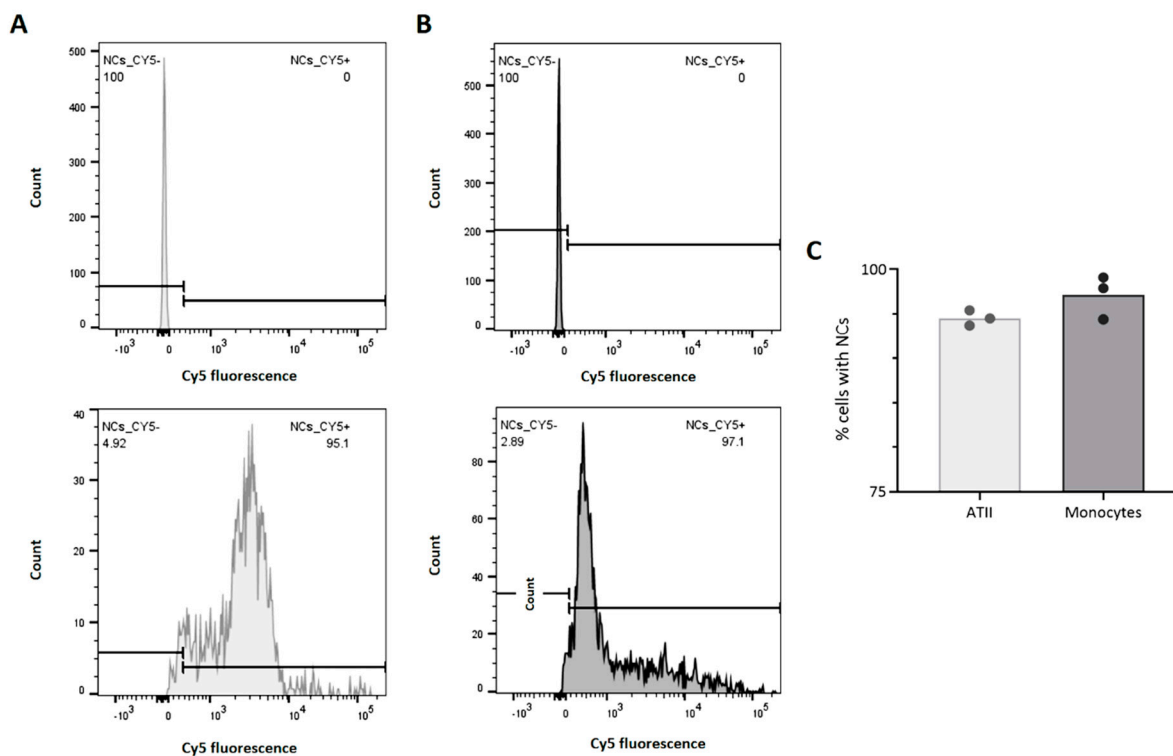 A
NCs_CY5-
100
NCs_CY5+
0
500
400
300
200
100
0
Count
-10³ 0 10³ 10⁴ 10⁵
Cy5 fluorescence
NCs_CY5-
4.92
NCs_CY5+
95.1
40
30
20
10
0
Count
-10³ 0 10³ 10⁴ 10⁵
Cy5 fluorescence
B
NCs_CY5-
100
NCs_CY5+
0
500
400
300
200
100
0
Count
-10³ 0 10³ 10⁴ 10⁵
Cy5 fluorescence
NCs_CY5-
2.89
NCs_CY5+
97.1
80
60
40
20
0
Count
Count
-10³ 0 10³ 10⁴ 10⁵
Cy5 fluorescence
C
100
75
% cells with NCs
ATII Monocytes